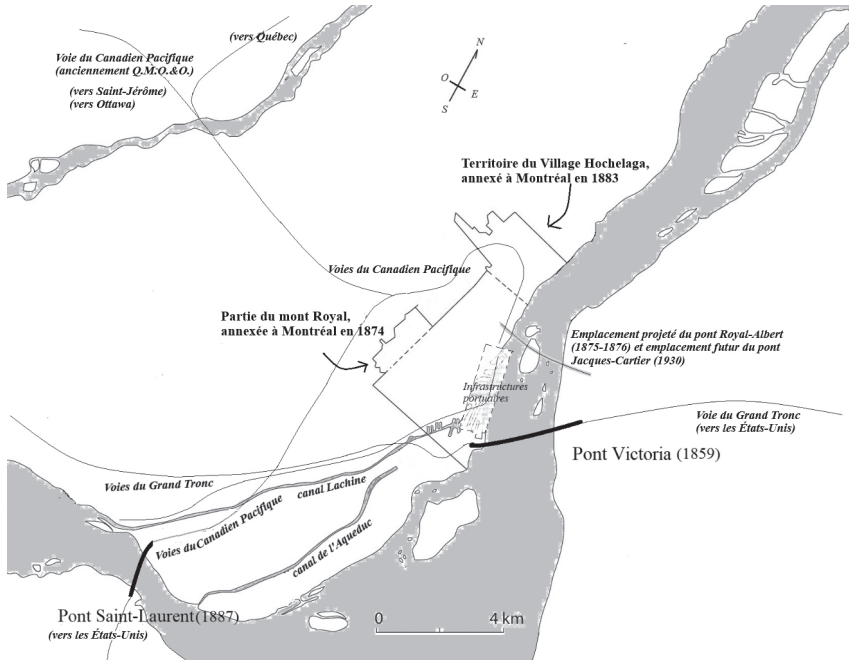 (vers Québec)
Voie du Canadien Pacifique
(anciennement Q.M.O.&O.)
(vers Saint-Jérôme)
(vers Ottawa)
N
O
E
S
Territoire du Village Hochelaga,
annexé à Montréal en 1883
Voies du Canadien Pacifique
Partie du mont Royal,
annexée à Montréal en 1874
Emplacement projeté du pont Royal-Albert
(1875-1876) et emplacement futur du pont
Jacques-Cartier (1930)
Infrastructures
portuaires
Voie du Grand Tronc
(vers les États-Unis)
Pont Victoria (1859)
Voies du Grand Tronc
canal Lachine
Voies du Canadien Pacifique
canal de l'Aqueduc
Pont Saint-Laurent (1887)
(vers les États-Unis)
0 4 km